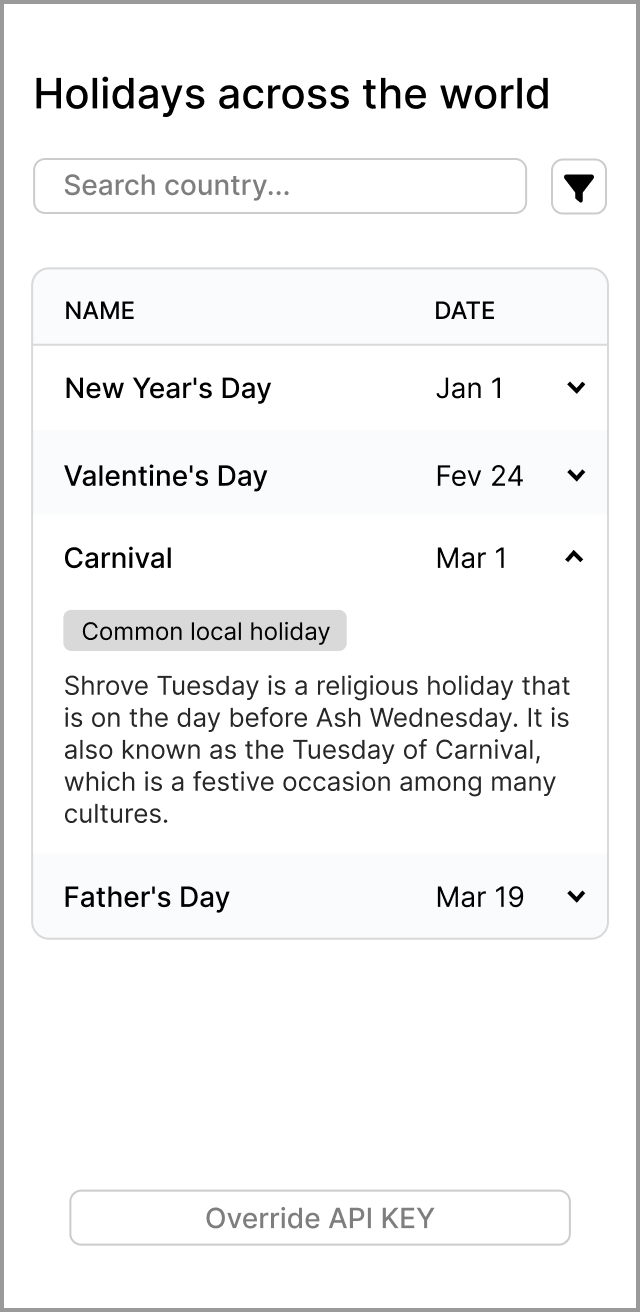 Holidays across the world
Search country...
NAME DATE
New Year's Day Jan 1
Valentine's Day Fev 24
Carnival Mar 1
Common local holiday
Shrove Tuesday is a religious holiday that
is on the day before Ash Wednesday. It is
also known as the Tuesday of Carnival,
which is a festive occasion among many
cultures.
Father's Day Mar 19
Override API KEY